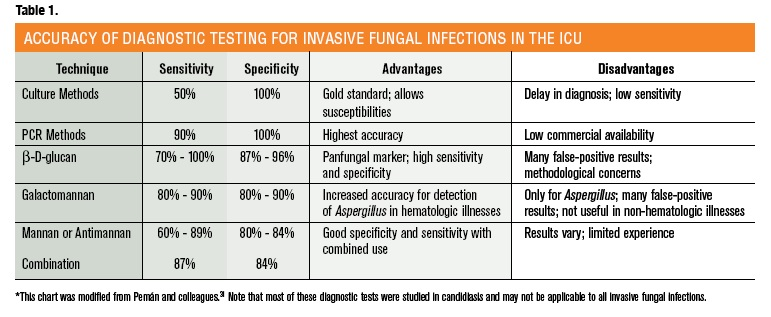 Table 1.
ACCURACY OF DIAGNOSTIC TESTING FOR INVASIVE FUNGAL INFECTIONS IN THE ICU
Technique Sensitivity Specificity Advantages Disadvantages
Culture Methods 50% 100% Gold standard; allows Delay in diagnosis; low sensitivity
susceptibilities
PCR Methods 90% 100% Highest accuracy Low commercial availability
β-D-glucan 70% - 100% 87% - 96% Panfungal marker; high sensitivity Many false-positive results;
and specificity methodological concerns
Galactomannan 80% - 90% 80% - 90% Increased accuracy for detection Only for Aspergillus; many false-positive
of Aspergillus in hematologic illnesses results; not useful in non-hematologic illnesses
Mannan or Antimannan 60% - 89% 80% - 84% Good specificity and sensitivity with Results vary; limited experience
combined use
Combination 87% 84%
*This chart was modified from Pemán and colleagues.31 Note that most of these diagnostic tests were studied in candidiasis and may not be applicable to all invasive fungal infections.